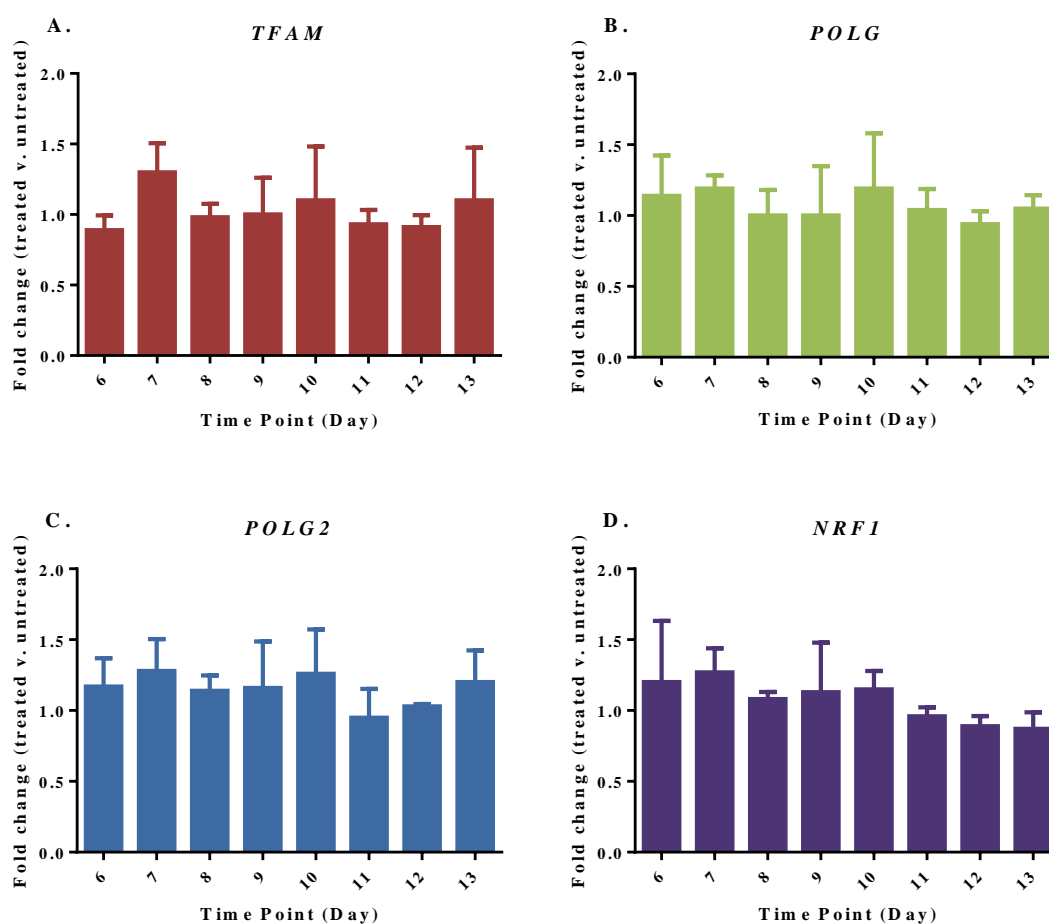 A.
TFAM
Fold change (treated v. untreated)
2.0
1.5
1.0
0.5
0.0
6 7 8 9 10 11 12 13
Time Point (Day)
B.
POLG
Fold change (treated v. untreated)
2.0
1.5
1.0
0.5
0.0
6 7 8 9 10 11 12 13
Time Point (Day)
C.
POLG2
Fold change (treated v. untreated)
2.0
1.5
1.0
0.5
0.0
6 7 8 9 10 11 12 13
Time Point (Day)
D.
NRF1
Fold change (treated v. untreated)
2.0
1.5
1.0
0.5
0.0
6 7 8 9 10 11 12 13
Time Point (Day)